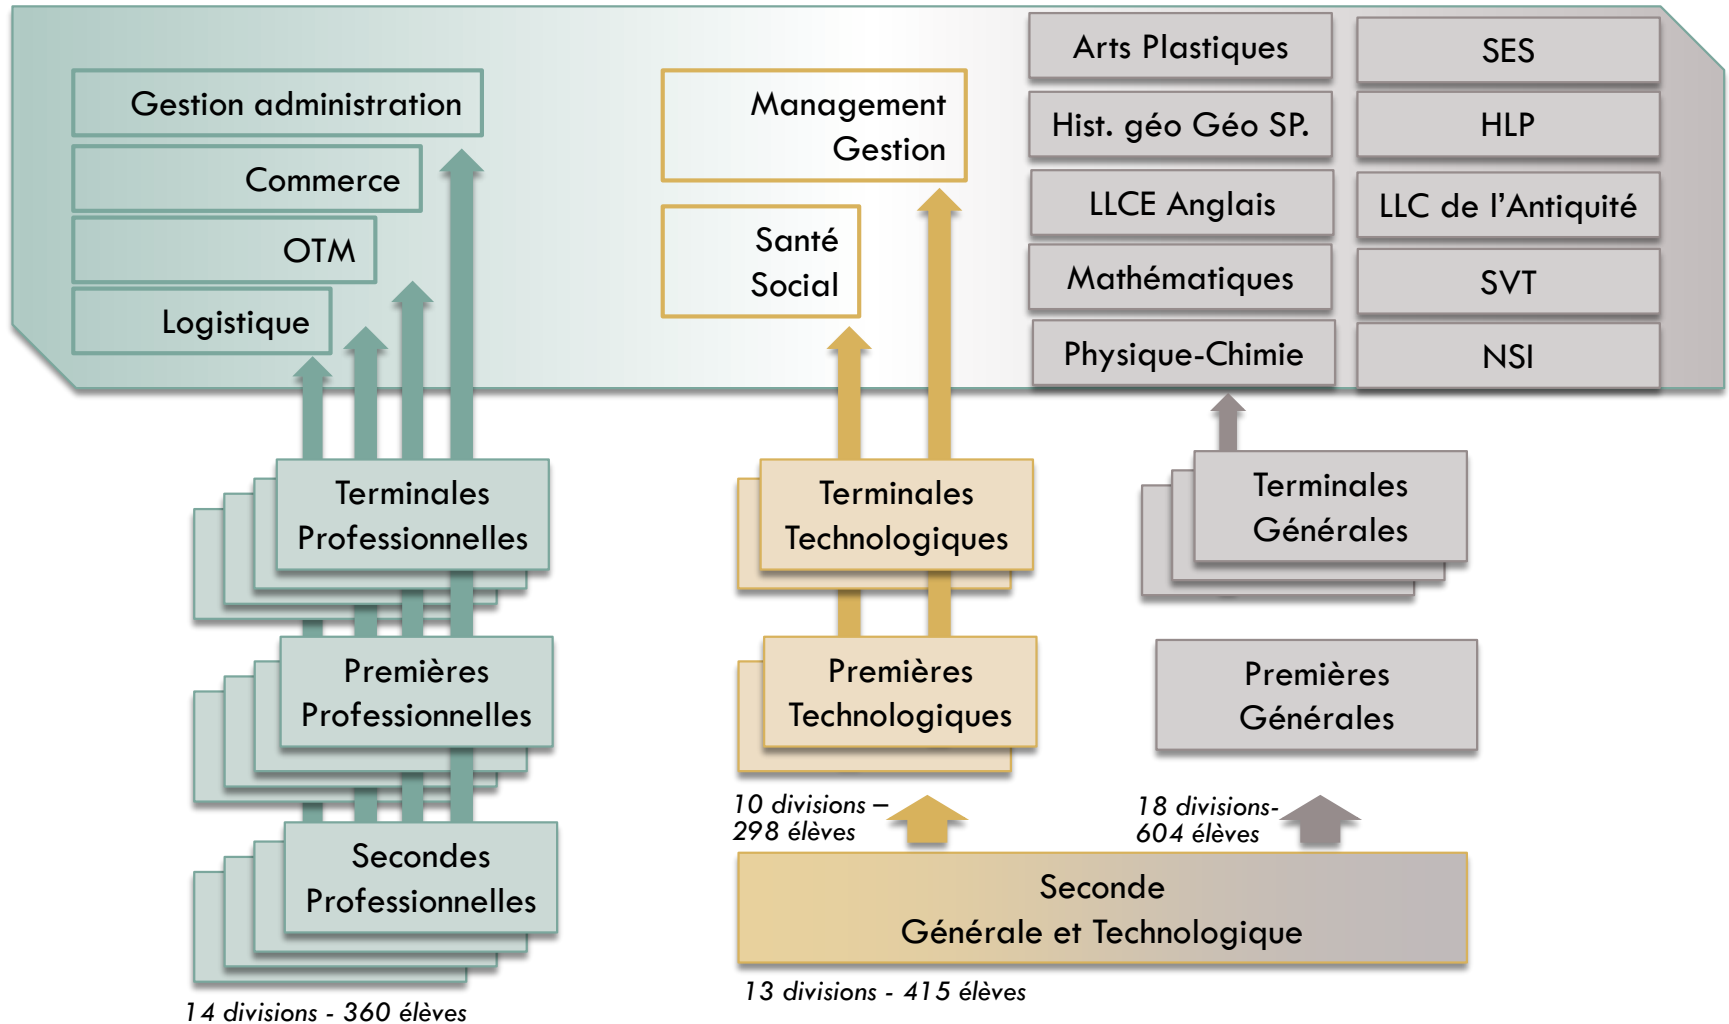 Gestion administration
Commerce
OTM
Logistique
Management
Gestion
Santé
Social
Arts Plastiques
Hist. géo Géo SP.
LLCE Anglais
Mathématiques
Physique-Chimie
SES
HLP
LLC de l’Antiquité
SVT
NSI
Terminales
Professionnelles
Premières
Professionnelles
Secondes
Professionnelles
14 divisions - 360 élèves
Terminales
Technologiques
Premières
Technologiques
10 divisions –
298 élèves
Terminales
Générales
Premières
Générales
18 divisions-
604 élèves
Seconde
Générale et Technologique
13 divisions - 415 élèves